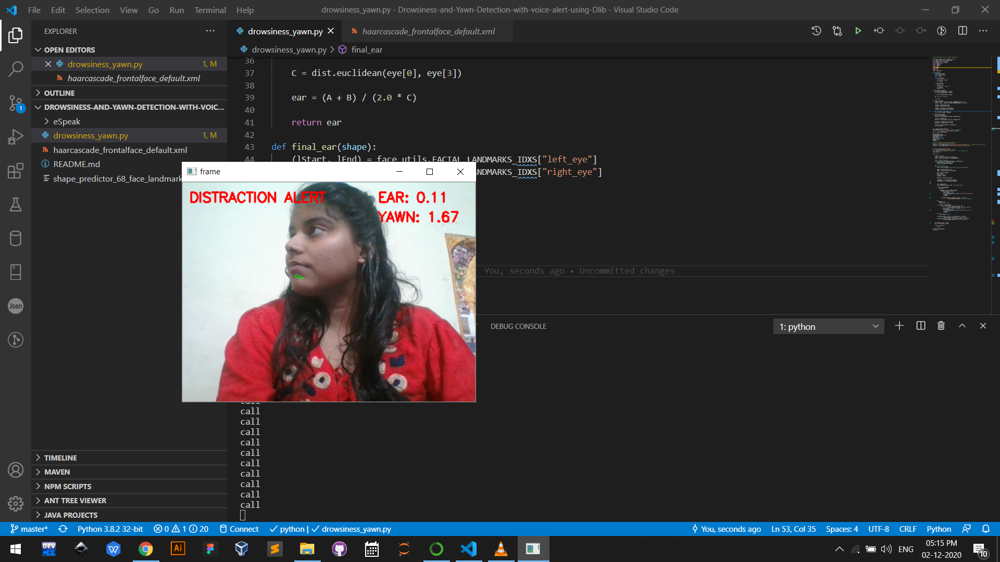 File Edit Selection View Go Run Terminal Help
drowsiness_yawn.py - Drowsiness-and-Yawn-Detection-with-voice-alert-using-Dlib - Visual Studio Code
EXPLORER
OPEN EDITORS
drowsiness_yawn.py 1, M
haarcascade_frontalface_default.xml
OUTLINE
DROWSINESS-AND-YAWN-DETECTION-WITH-VOIC...
eSpeak
drowsiness_yawn.py 1, M
haarcascade_frontalface_default.xml
README.md
shape_predictor_68_face_landmark
TIMELINE
MAVEN
NPM SCRIPTS
ANT TREE VIEWER
JAVA PROJECTS
1
Json
drowsiness_yawn.py
haarcascade_frontalface_default.xml
drowsiness_yawn.py > final_ear
36
37 C = dist.euclidean(eye[0], eye[3])
38
39 ear = (A + B) / (2.0 * C)
40
41 return ear
42
43 def final_ear(shape):
44 (lStart, lEnd) = face_utils.FACIAL_LANDMARKS_IDXS["left_eye"]
NDMARKS_IDXS["right_eye"]
You, seconds ago • Uncommitted changes
frame
DISTRACTION ALERT
EAR: 0.11
YAWN: 1.67
DEBUG CONSOLE
1: python
call
call
call
call
call
call
call
call
call
call
call
master* Python 3.8.2 32-bit 0 1 20 Connect python | drowsiness_yawn.py
You, seconds ago Ln 53, Col 35 Spaces: 4 UTF-8 CRLF Python
DEV C++
Ai
ENG
05:15 PM
02-12-2020
10